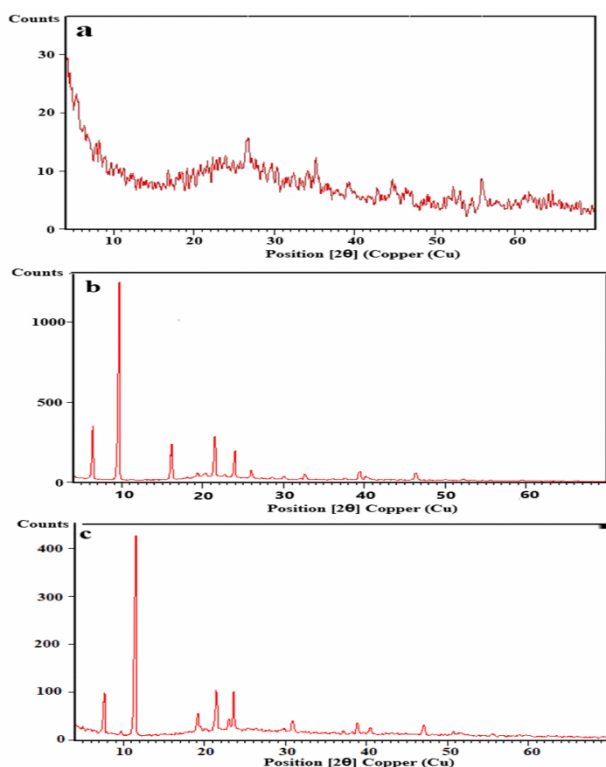 Counts
a
30
20
10
0
10 20 30 40 50 60
Position [2θ] (Copper (Cu)
Counts
b
1000
500
0
10 20 30 40 50 60
Position [2θ] Copper (Cu)
Counts
c
400
300
200
100
0
10 20 30 40 50 60
Position [2θ] Copper (Cu)